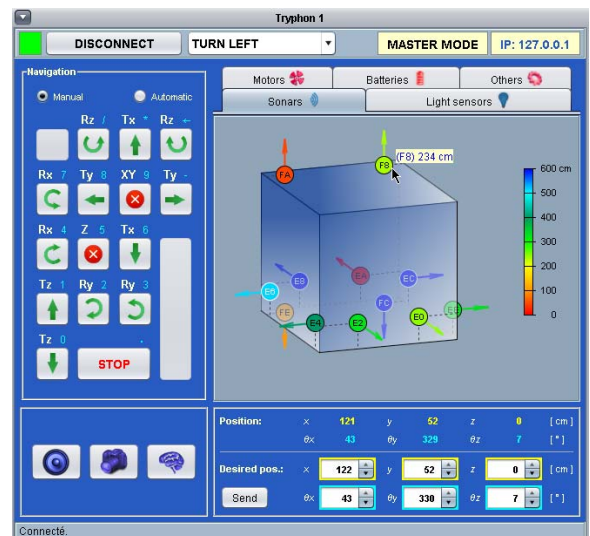 Tryphon 1
DISCONNECT TURN LEFT MASTER MODE IP: 127.0.0.1
Navigation
Manual Automatic
Rz / Tx * Rz -
Rx 7 Ty 8 XY 9 Ty -
Rx 4 Z 5 Tx 6
Tz 1 Ry 2 Ry 3
Tz 0 .
STOP
Motors Batteries Others
Sonars Light sensors
(F8) 234 cm
FA F8
E6 E8 EA EC
FE E4 E2 FC E0 EE
600 cm
500
400
300
200
100
0
Position: x 121 y 52 z 0 [cm]
θx 43 θy 329 θz 7 [°]
Desired pos.: x 122 y 52 z 0 [cm]
Send θx 43 θy 330 θz 7 [°]
Connecté.